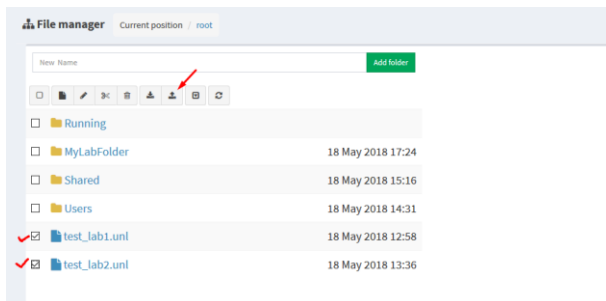 File manager Current position / root
New Name Add folder
Running
MyLabFolder 18 May 2018 17:24
Shared 18 May 2018 15:16
Users 18 May 2018 14:31
test_lab1.unl 18 May 2018 12:58
test_lab2.unl 18 May 2018 13:36